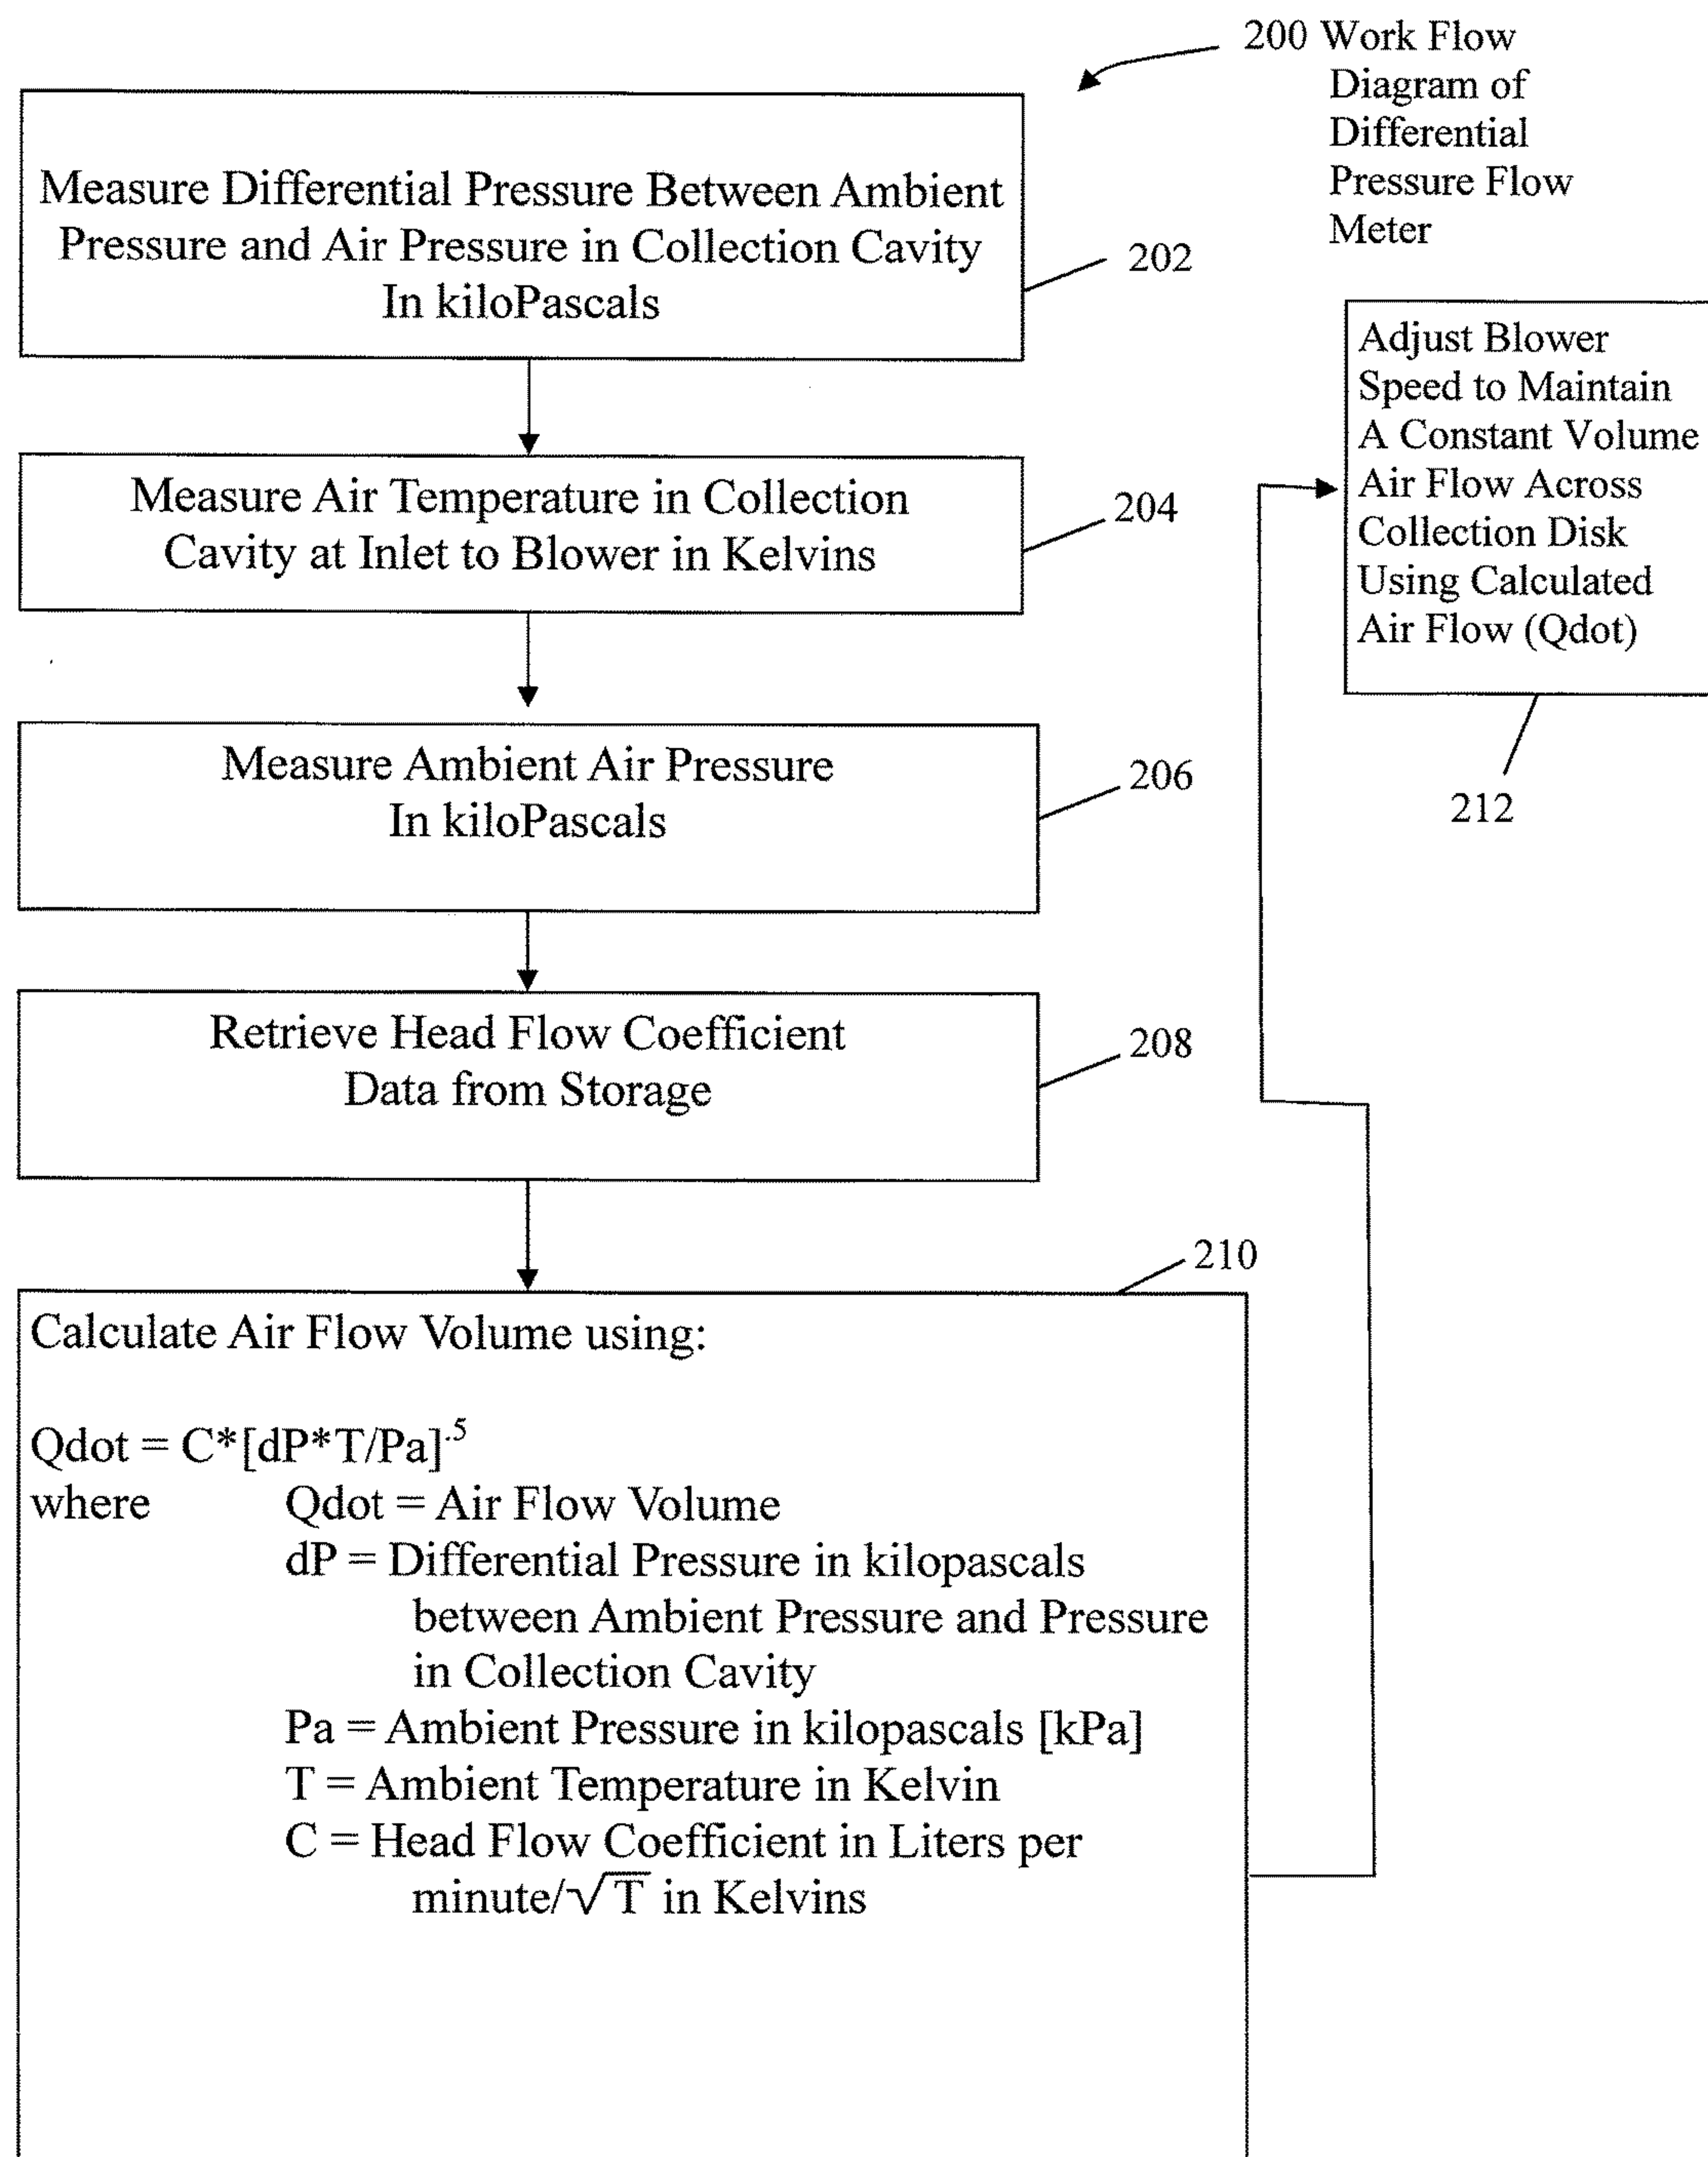 200 Work Flow
Diagram of
Differential
Pressure Flow
Meter
Measure Differential Pressure Between Ambient
Pressure and Air Pressure in Collection Cavity
In kiloPascals
202
Measure Air Temperature in Collection
Cavity at Inlet to Blower in Kelvins
204
Measure Ambient Air Pressure
In kiloPascals
206
Retrieve Head Flow Coefficient
Data from Storage
208
210
Calculate Air Flow Volume using:
Qdot = C*[dP*T/Pa]^.5
where Qdot = Air Flow Volume
dP = Differential Pressure in kilopascals
between Ambient Pressure and Pressure
in Collection Cavity
Pa = Ambient Pressure in kilopascals [kPa]
T = Ambient Temperature in Kelvin
C = Head Flow Coefficient in Liters per
minute/√T in Kelvins
Adjust Blower
Speed to Maintain
A Constant Volume
Air Flow Across
Collection Disk
Using Calculated
Air Flow (Qdot)
212